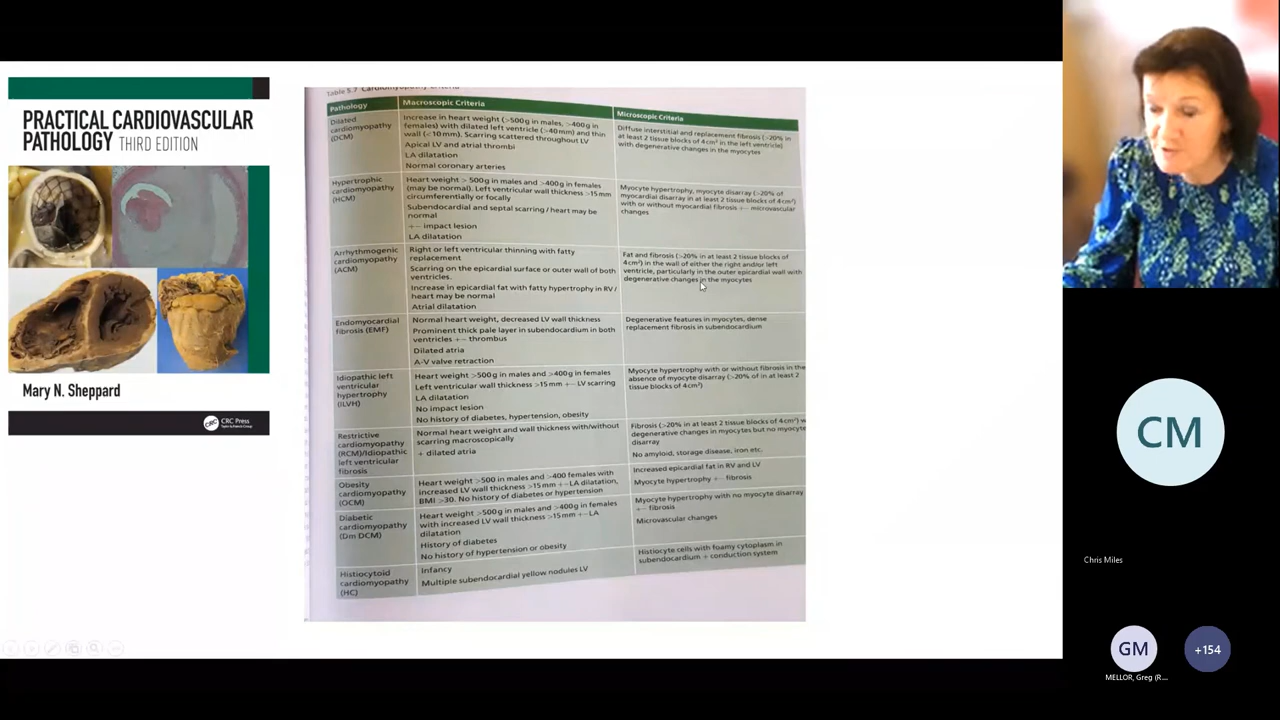 PRACTICAL CARDIOVASCULAR
PATHOLOGY THIRD EDITION
Mary N. Sheppard
CRC
CRC Press
Table 5.7 Cardiomyopathy criteria
Pathology
Macroscopic Criteria
Microscopic Criteria
Dilated
cardiomyopathy
(DCM)
Increase in heart weight (>500g in males, >400g in
females) with dilated left ventricle (>40mm) and thin
wall (<10mm). Scarring scattered throughout LV
Apical LV and atrial thrombi
LA dilatation
Normal coronary arteries
Diffuse interstitial and replacement fibrosis (>20% in
at least 2 tissue blocks of 4cm² in the left ventricle)
with degenerative changes in the myocytes
Hypertrophic
cardiomyopathy
(HCM)
Heart weight > 500g in males and >400g in females
(may be normal). Left ventricular wall thickness >15mm
circumferentially or focally
Subendocardial and septal scarring / heart may be
normal
+− impact lesion
LA dilatation
Myocyte hypertrophy, myocyte disarray (>20% of
myocardial disarray in at least 2 tissue blocks of 4cm²)
with or without myocardial fibrosis +− microvascular
changes
Arrhythmogenic
cardiomyopathy
(ACM)
Right or left ventricular thinning with fatty
replacement
Scarring on the epicardial surface or outer wall of both
ventricles.
Increase in epicardial fat with fatty hypertrophy in RV /
heart may be normal
Atrial dilatation
Fat and fibrosis (>20% in at least 2 tissue blocks of
4cm²) in the wall of either the right and/or left
ventricle, particularly in the outer epicardial wall with
degenerative changes in the myocytes
Endomyocardial
fibrosis (EMF)
Normal heart weight, decreased LV wall thickness
Prominent thick pale layer in subendocardium in both
ventricles +− thrombus
Dilated atria
A-V valve retraction
Degenerative features in myocytes, dense
replacement fibrosis in subendocardium
Idiopathic left
ventricular
hypertrophy
(ILVH)
Heart weight >500g in males and >400g in females
Left ventricular wall thickness >15mm +− LV scarring
LA dilatation
No impact lesion
No history of diabetes, hypertension, obesity
Myocyte hypertrophy with or without fibrosis in the
absence of myocyte disarray (>20% of in at least 2
tissue blocks of 4cm²)
Restrictive
cardiomyopathy
(RCM)/Idiopathic
left ventricular
fibrosis
Normal heart weight and wall thickness with/without
scarring macroscopically
+ dilated atria
Fibrosis (>20% in at least 2 tissue blocks of 4cm²) w
degenerative changes in myocytes but no myocyte
disarray
No amyloid, storage disease, iron etc.
Obesity
cardiomyopathy
(OCM)
Heart weight >500 in males and >400 females with
increased LV wall thickness >15mm +−LA dilatation,
BMI >30. No history of diabetes or hypertension
Increased epicardial fat in RV and LV
Myocyte hypertrophy +− fibrosis
Diabetic
cardiomyopathy
(Dm DCM)
Heart weight >500g in males and >400g in females
with increased LV wall thickness >15mm +− LA
dilatation
History of diabetes
No history of hypertension or obesity
Myocyte hypertrophy with no myocyte disarray
+− fibrosis
Microvascular changes
Histiocytoid
cardiomyopathy
(HC)
Infancy
Multiple subendocardial yellow nodules LV
Histiocyte cells with foamy cytoplasm in
subendocardium + conduction system
CM
Chris Miles
GM
+154
MELLOR, Greg (R...